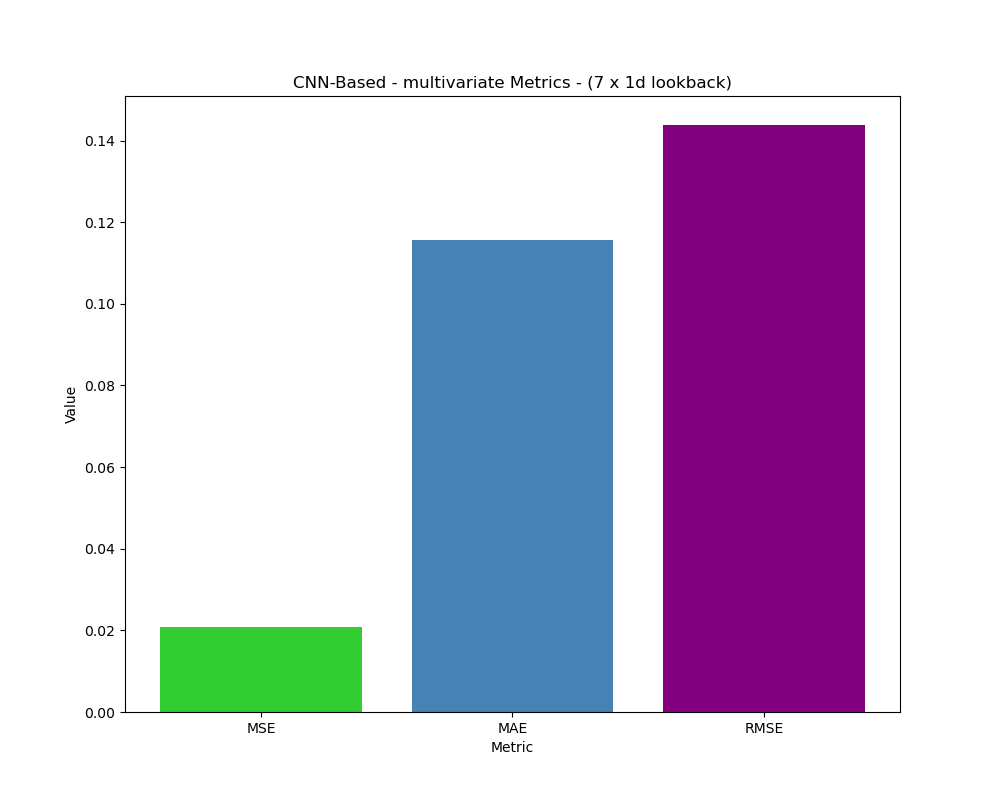 CNN-Based - multivariate Metrics - (7 x 1d lookback)
0.14
0.12
0.10
0.08
0.06
0.04
0.02
0.00
Value
MSE MAE RMSE
Metric